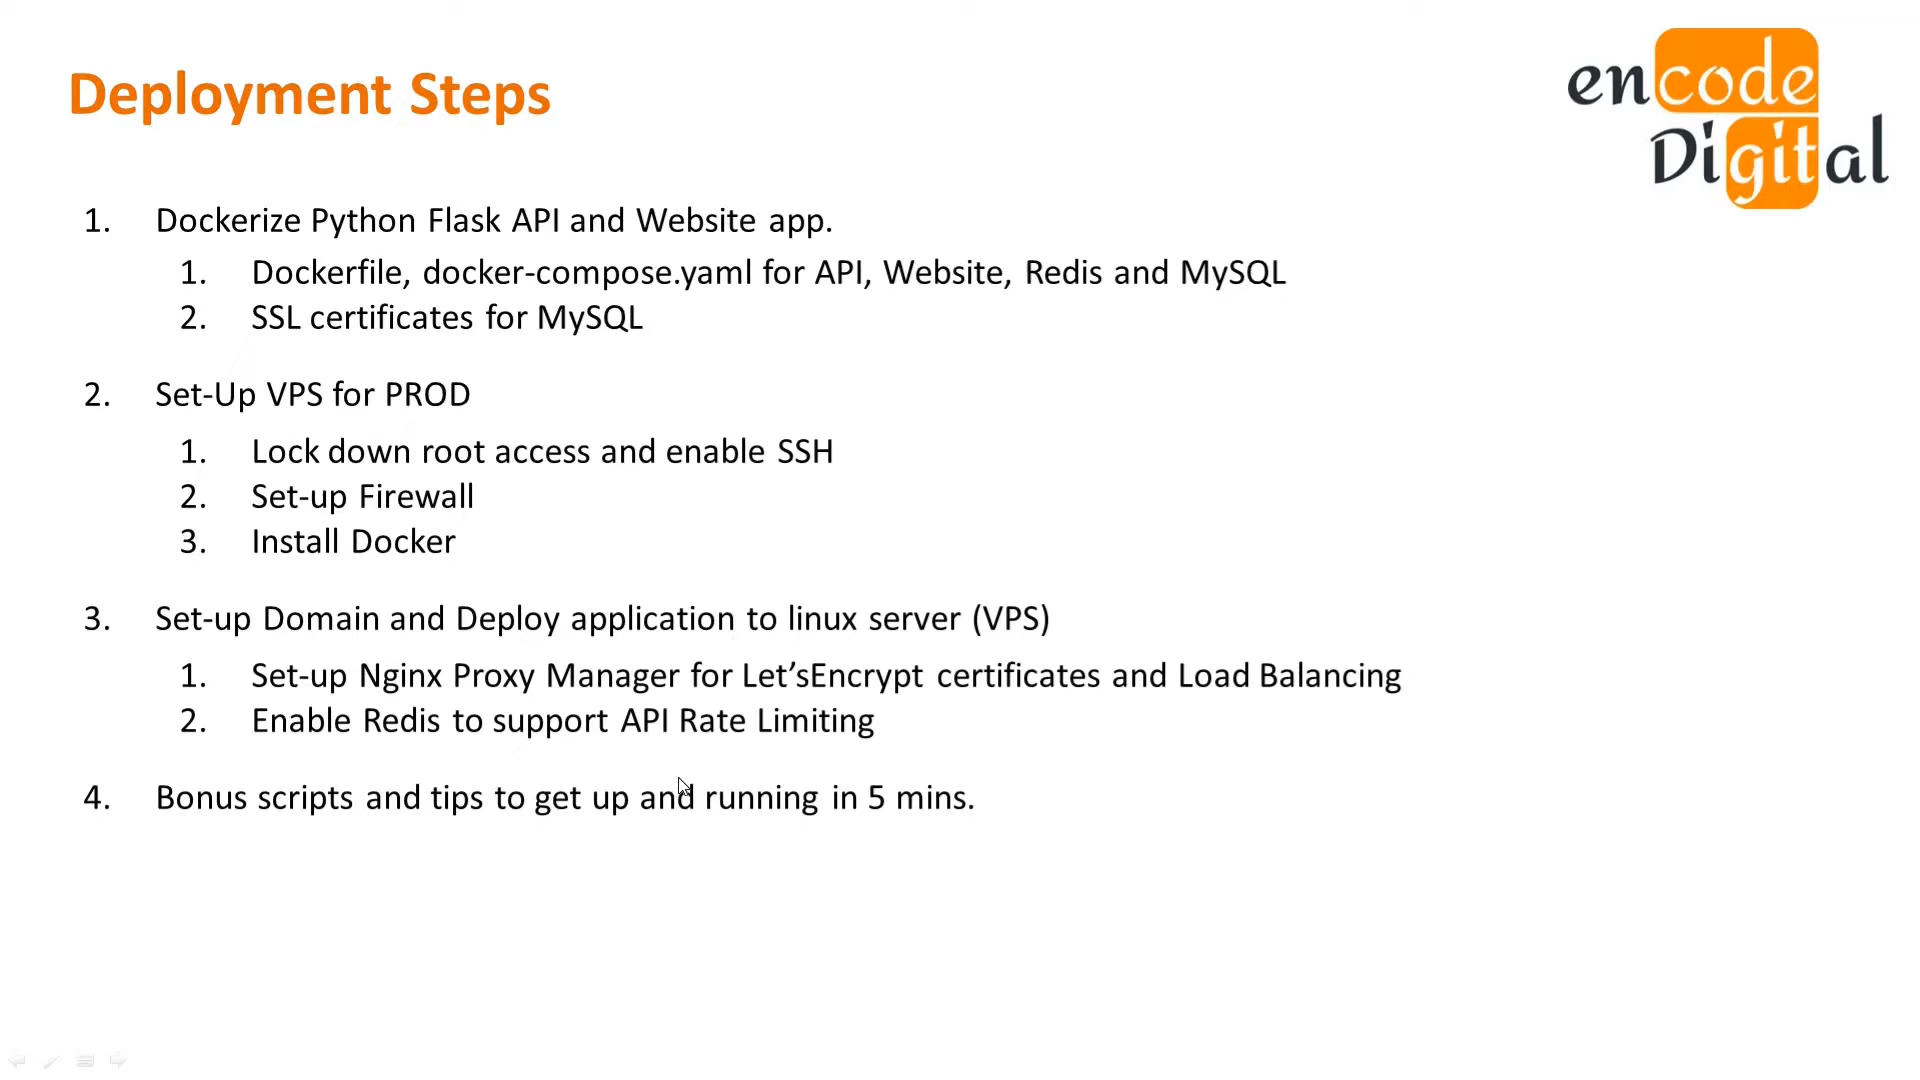 Deployment Steps
encode
Digital
1. Dockerize Python Flask API and Website app.
1. Dockerfile, docker-compose.yaml for API, Website, Redis and MySQL
2. SSL certificates for MySQL
2. Set-Up VPS for PROD
1. Lock down root access and enable SSH
2. Set-up Firewall
3. Install Docker
3. Set-up Domain and Deploy application to linux server (VPS)
1. Set-up Nginx Proxy Manager for Let’sEncrypt certificates and Load Balancing
2. Enable Redis to support API Rate Limiting
4. Bonus scripts and tips to get up and running in 5 mins.